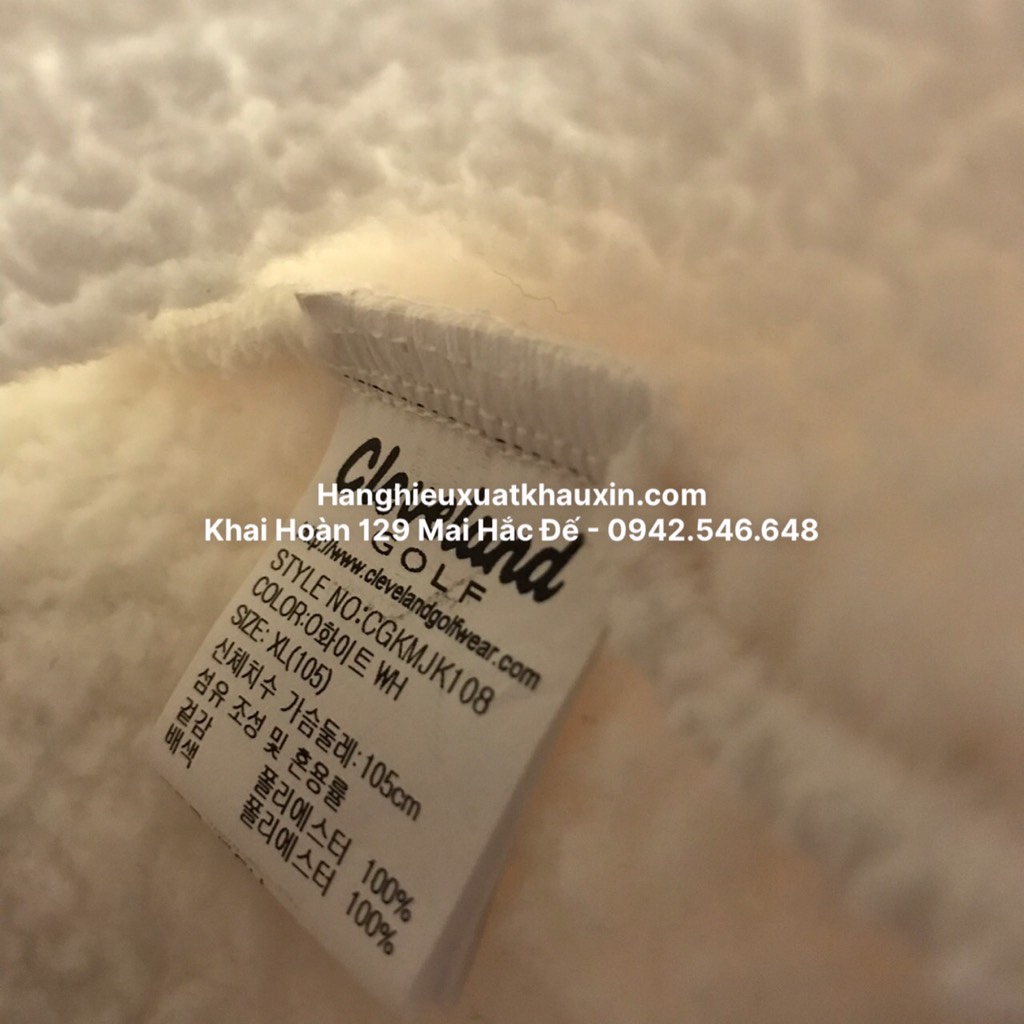 Cleveland
GOLF
http://www.clevelandgolfwear.com
STYLE NO:CGKMJK108
COLOR:O화이트 WH
SIZE: XL(105)
신체치수 가슴둘레:105cm
섬유 조성 및 혼용률
겉감 폴리에스터 100%
배색 폴리에스터 100%
Hanghieuxuatkhauxin.com
Khai Hoàn 129 Mai Hắc Đế - 0942.546.648